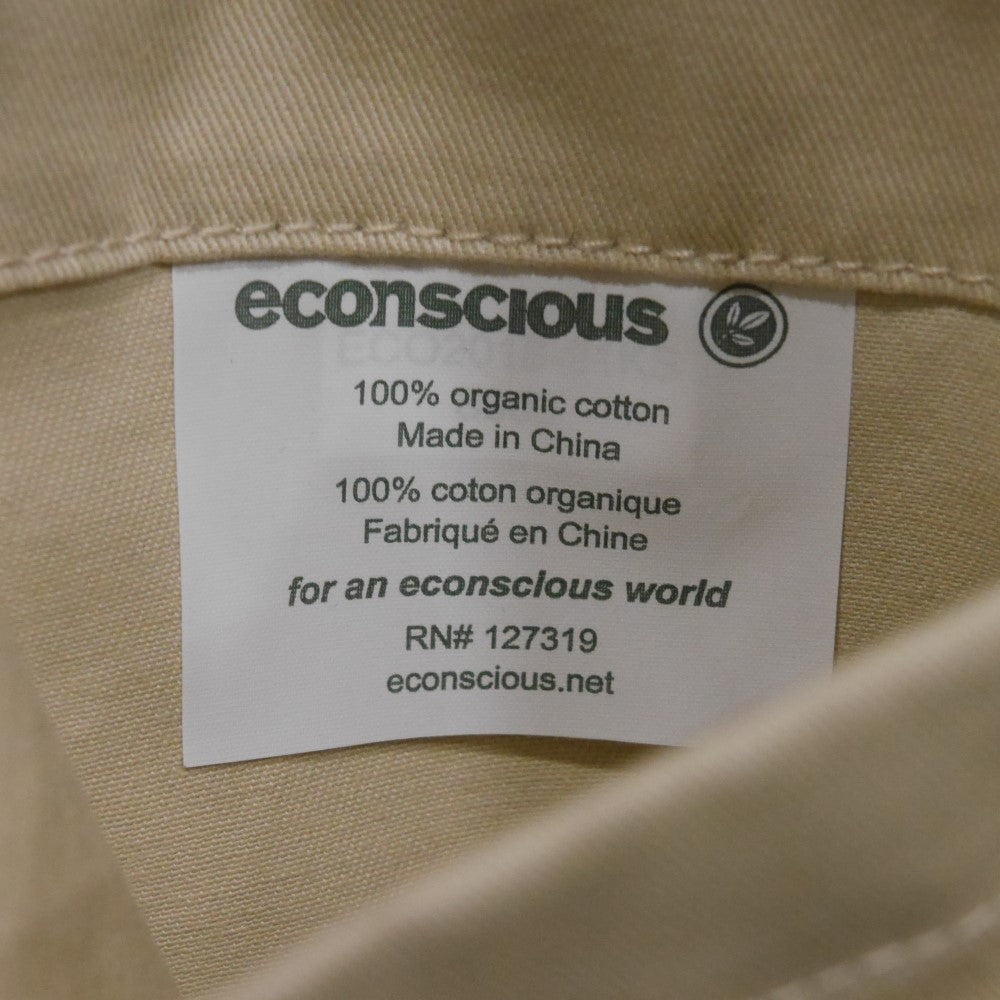 econscious
100% organic cotton
Made in China
100% coton organique
Fabriqué en Chine
for an econscious world
RN# 127319
econscious.net